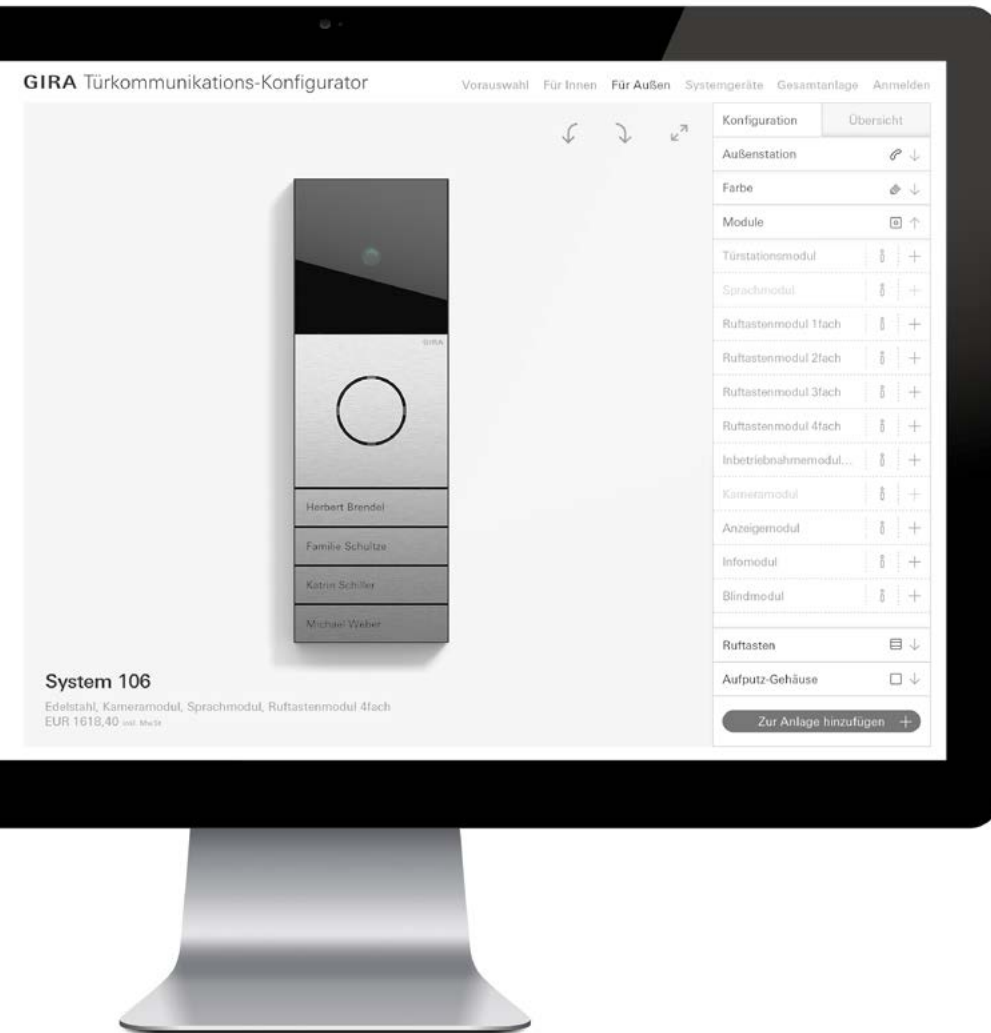 GIRA Türkommunikations-Konfigurator
Vorauswahl Für Innen Für Außen Systemgeräte Gesamtanlage Anmelden
Konfiguration Übersicht
Außenstation
Farbe
Module
Türstationsmodul
Sprachmodul
Ruftastenmodul 1fach
Ruftastenmodul 2fach
Ruftastenmodul 3fach
Ruftastenmodul 4fach
Inbetriebnahmemodul...
Kameramodul
Anzeigemodul
Infomodul
Blindmodul
Ruftasten
Aufputz-Gehäuse
Zur Anlage hinzufügen
GIRA
Herbert Brendel
Familie Schultze
Katrin Schiller
Michael Weber
System 106
Edelstahl, Kameramodul, Sprachmodul, Ruftastenmodul 4fach
EUR 1618,40 inkl. MwSt